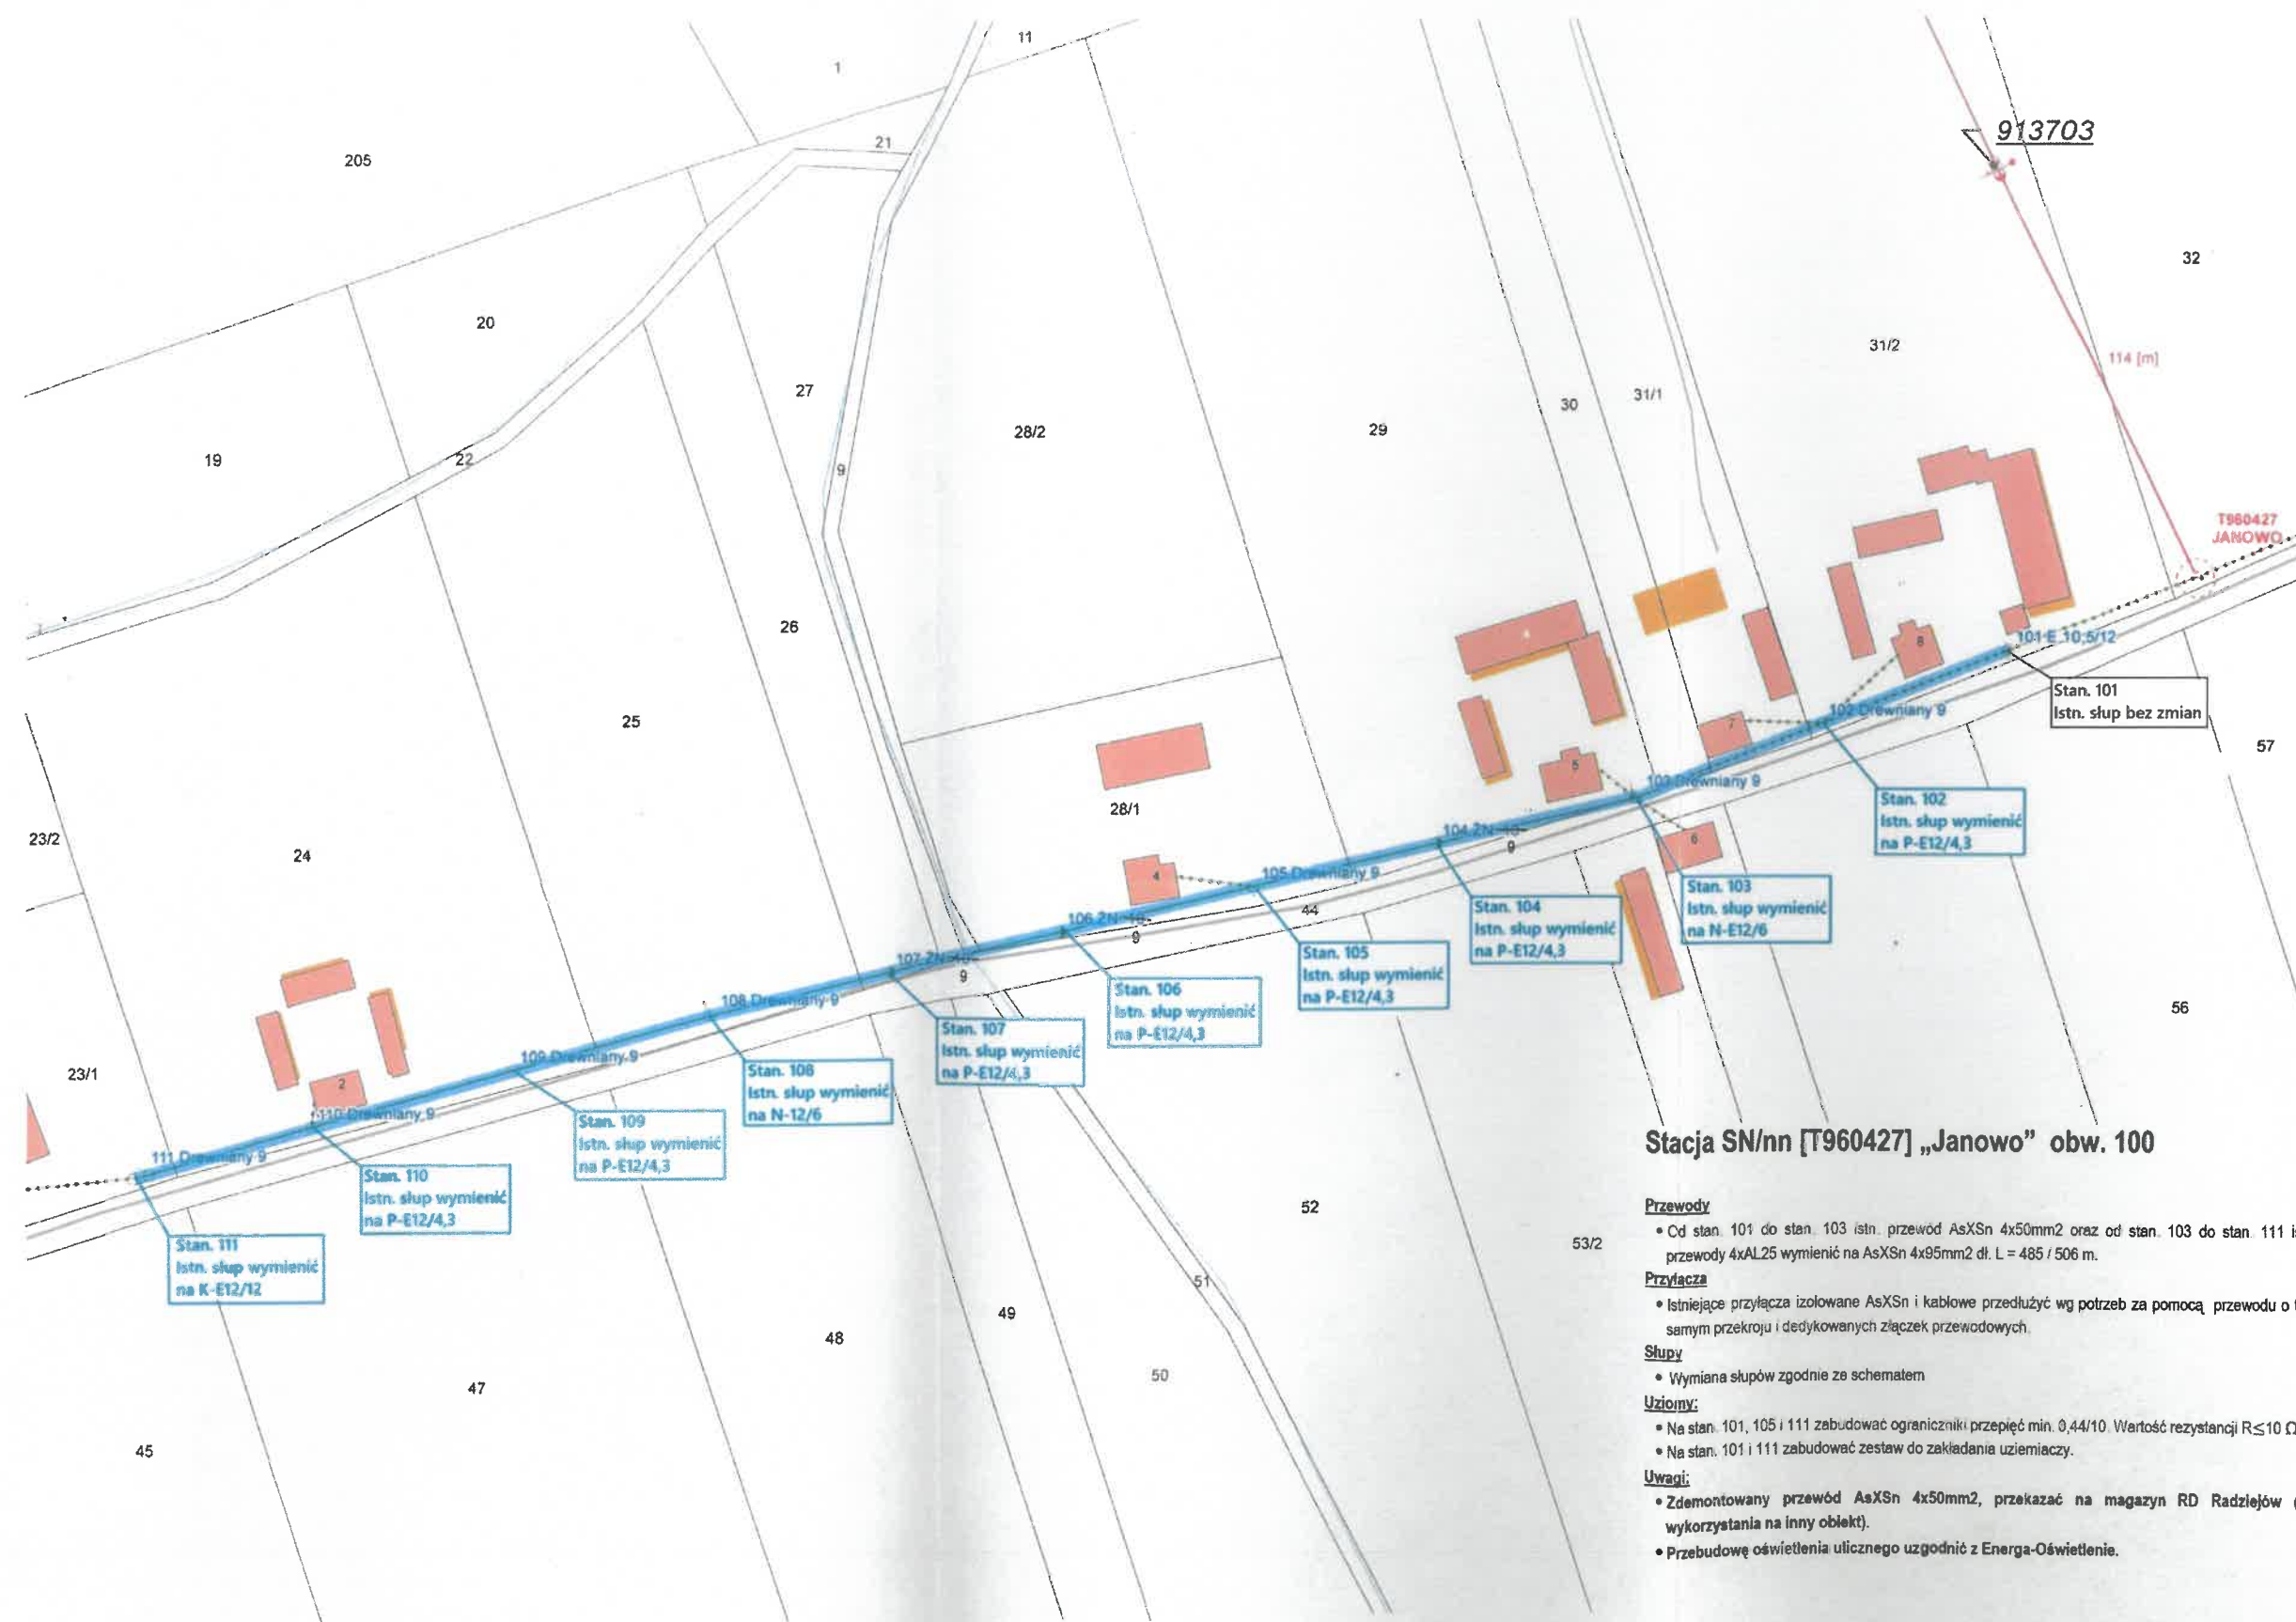 11
1
21
205
913703
32
20
31/2
114 [m]
27
30
31/1
28/2
29
19
22
9
T960427
JANOWO
26
8
101 E 10,5/12
Stan. 101
Istn. słup bez zmian
25
7
102 Drewniany 9
57
5
103 Drewniany 9
Stan. 102
Istn. słup wymienić
na P-E12/4,3
28/1
23/2
24
104 ŻN-10
9
6
4
105 Drewniany 9
Stan. 103
Istn. słup wymienić
na N-E12/6
44
Stan. 104
Istn. słup wymienić
na P-E12/4,3
106 ŻN-10
9
Stan. 105
Istn. słup wymienić
na P-E12/4,3
107 ŻN-10
9
Stan. 106
Istn. słup wymienić
na P-E12/4,3
108 Drewniany 9
56
Stan. 107
Istn. słup wymienić
na P-E12/4,3
109 Drewniany 9
23/1
2
Stan. 108
Istn. słup wymienić
na N-12/6
110 Drewniany 9
Stan. 109
Istn. słup wymienić
na P-E12/4,3
111 Drewniany 9
Stan. 110
Istn. słup wymienić
na P-E12/4,3
Stan. 111
Istn. słup wymienić
na K-E12/12
52
53/2
51
49
48
50
47
45
Stacja SN/nn [T960427] „Janowo” obw. 100
Przewody
• Od stan. 101 do stan. 103 istn. przewód AsXSn 4x50mm2 oraz od stan. 103 do stan. 111
przewody 4xAL25 wymienić na AsXSn 4x95mm2 dł. L = 485 / 506 m.
Przyłącza
• Istniejące przyłącza izolowane AsXSn i kablowe przedłużyć wg potrzeb za pomocą przewodu o
samym przekroju i dedykowanych złączek przewodowych.
Słupy
• Wymiana słupów zgodnie ze schematem
Uziomy:
• Na stan. 101, 105 i 111 zabudować ograniczniki przepięć min. 0,44/10. Wartość rezystancji R≤10 Ω
• Na stan. 101 i 111 zabudować zestaw do zakładania uziemiaczy.
Uwagi:
• Zdemontowany przewód AsXSn 4x50mm2, przekazać na magazyn RD Radziejów (
wykorzystania na inny obiekt).
• Przebudowę oświetlenia ulicznego uzgodnić z Energa-Oświetlenie.